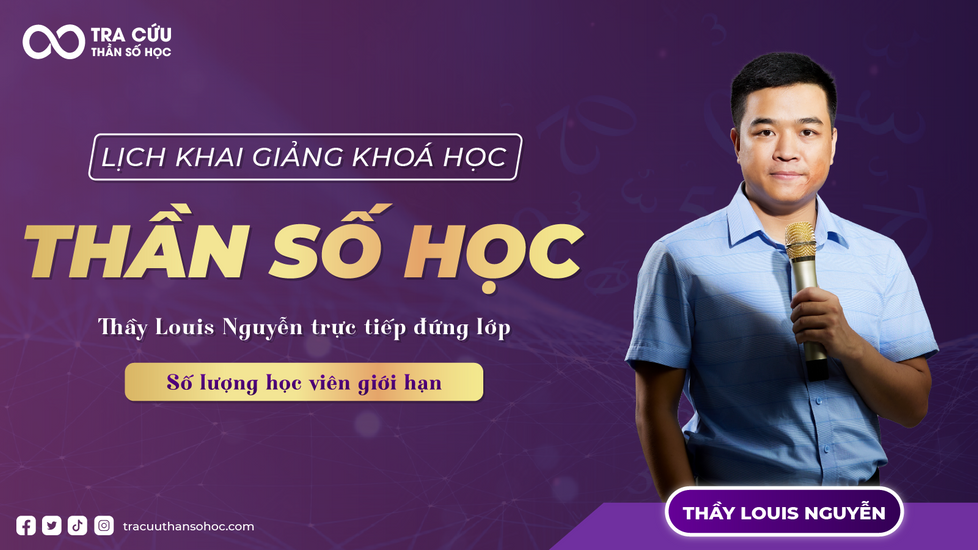 TRA CỨU
THẦN SỐ HỌC
LỊCH KHAI GIẢNG KHOÁ HỌC
THẦN SỐ HỌC
Thầy Louis Nguyễn trực tiếp đứng lớp
Số lượng học viên giới hạn
tracuuthansohoc.com
THẦY LOUIS NGUYỄN